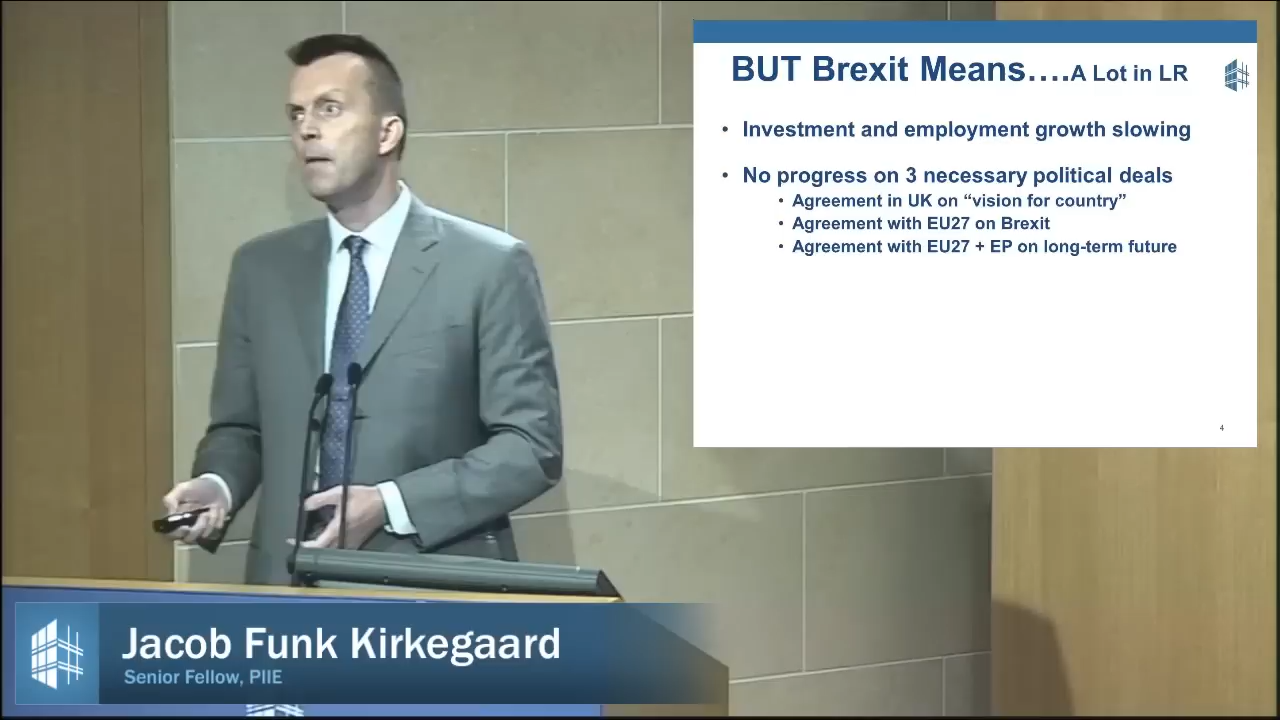 BUT Brexit Means....A Lot in LR
• Investment and employment growth slowing
• No progress on 3 necessary political deals
• Agreement in UK on “vision for country”
• Agreement with EU27 on Brexit
• Agreement with EU27 + EP on long-term future
4
Jacob Funk Kirkegaard
Senior Fellow, PIIE